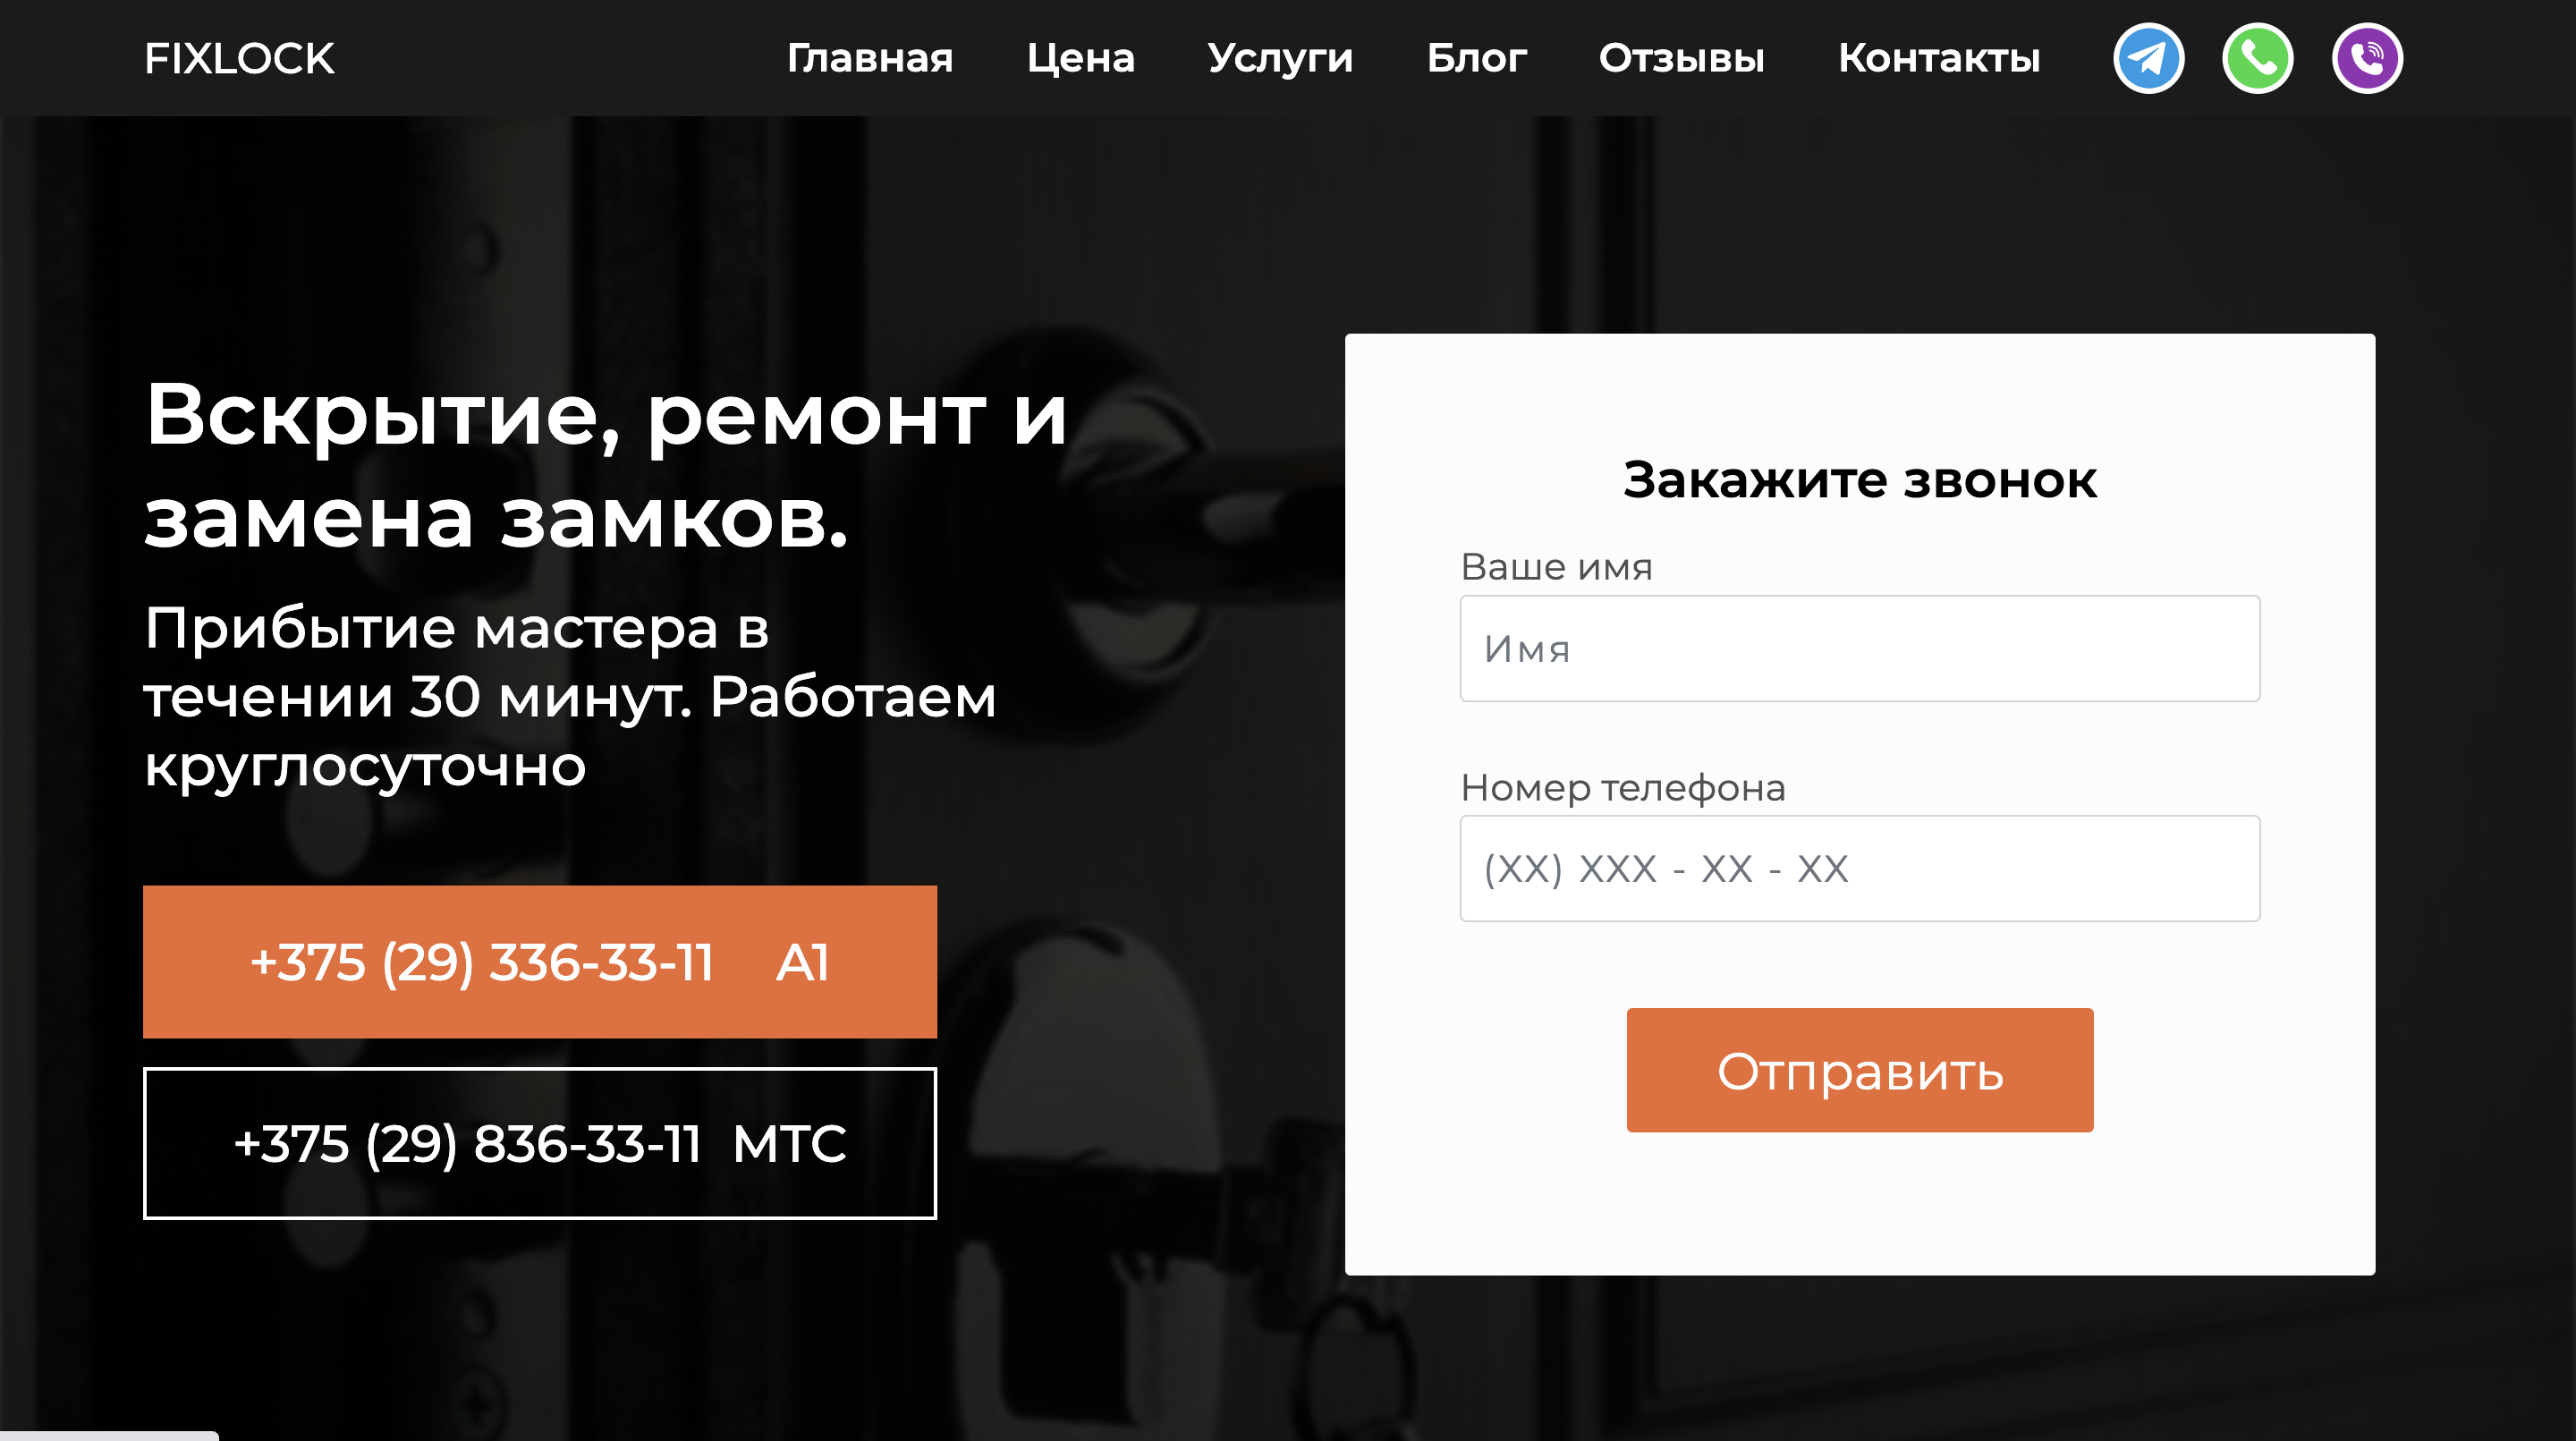 FIXLOCK
Главная Цена Услуги Блог Отзывы Контакты
Вскрытие, ремонт и
замена замков.
Прибытие мастера в
течении 30 минут. Работаем
круглосуточно
+375 (29) 336-33-11 A1
+375 (29) 836-33-11 МТС
Закажите звонок
Ваше имя
Имя
Номер телефона
(XX) XXX - XX - XX
Отправить